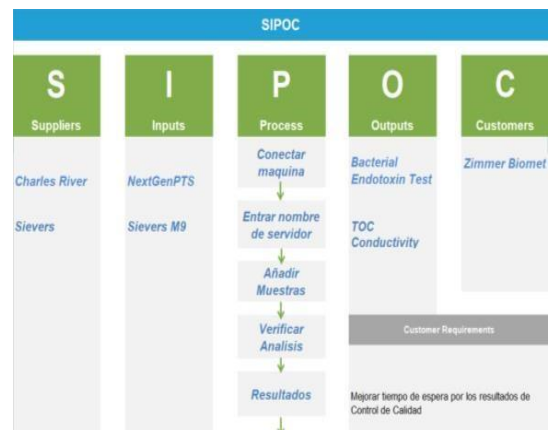 SIPOC
S
Suppliers
Charles River
Sievers
I
Inputs
NextGenPTS
Sievers M9
P
Process
Conectar
maquina
Entrar nombre
de servidor
Añadir
Muestras
Verificar
Analisis
Resultados
O
Outputs
Bacterial
Endotoxin Test
TOC
Conductivity
C
Customers
Zimmer Biomet
Customer Requirements
Mejorar tiempo de espera por los resultados de
Control de Calidad